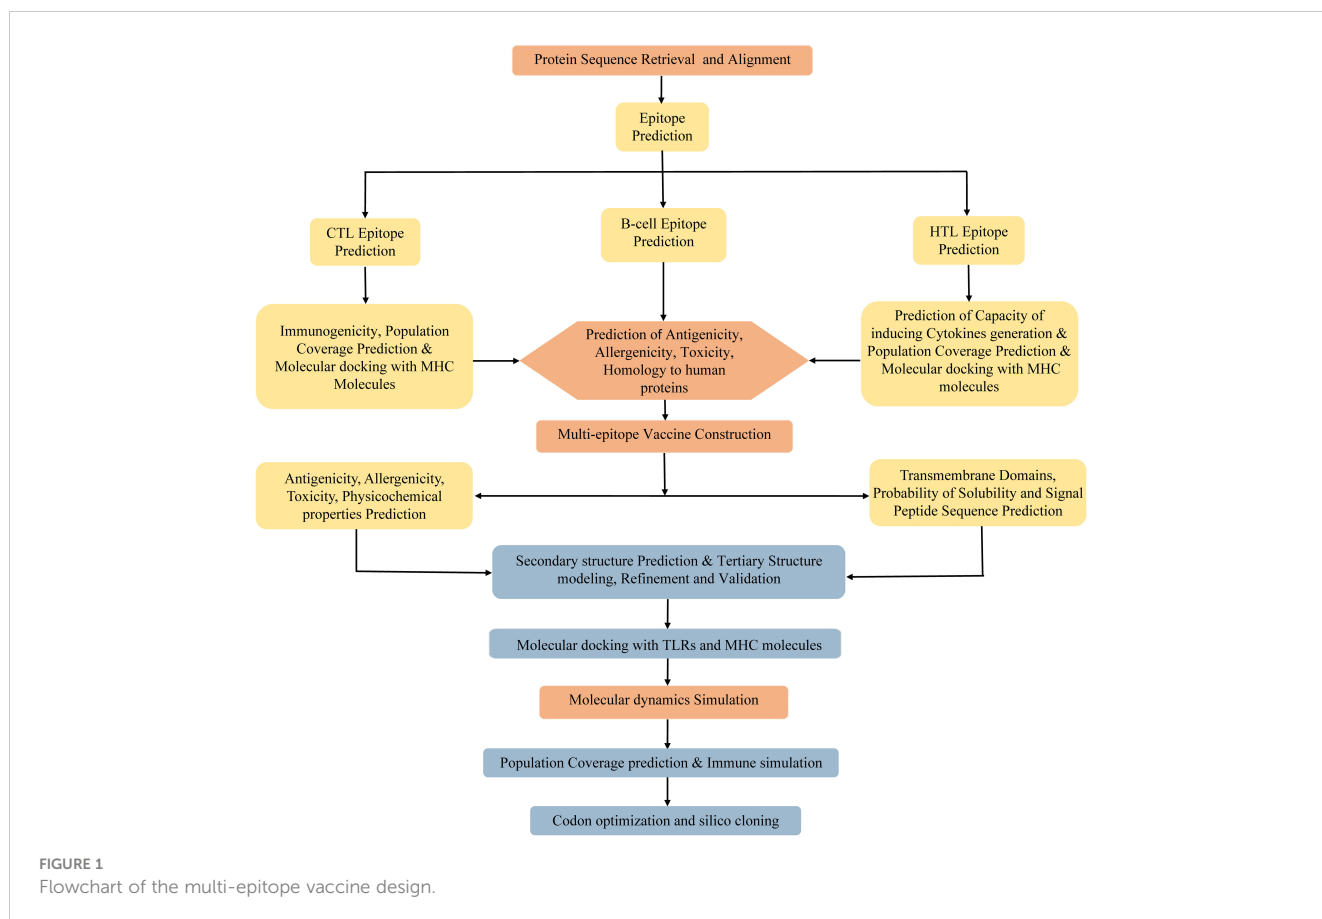 Protein Sequence Retrieval and Alignment
Epitope
Prediction
CTL Epitope
Prediction
B-cell Epitope
Prediction
HTL Epitope
Prediction
Immunogenicity, Population
Coverage Prediction &
Molecular docking with MHC
Molecules
Prediction of Antigenicity,
Allergenicity, Toxicity,
Homology to human
proteins
Prediction of Capacity of
inducing Cytokines generation &
Population Coverage Prediction &
Molecular docking with MHC
molecules
Multi-epitope Vaccine Construction
Antigenicity, Allergenicity,
Toxicity, Physicochemical
properties Prediction
Transmembrane Domains,
Probability of Solubility and Signal
Peptide Sequence Prediction
Secondary structure Prediction & Tertiary Structure
modeling, Refinement and Validation
Molecular docking with TLRs and MHC molecules
Molecular dynamics Simulation
Population Coverage prediction & Immune simulation
Codon optimization and silico cloning
FIGURE 1
Flowchart of the multi-epitope vaccine design.